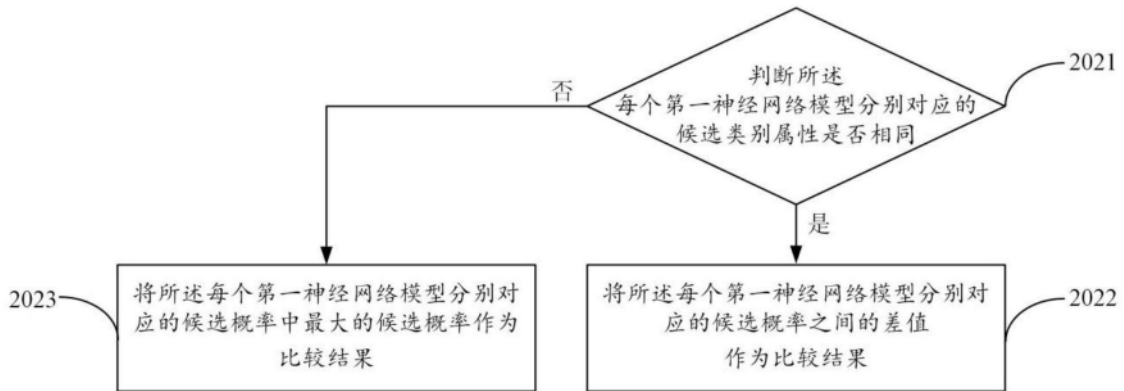 2021
判断所述
每个第一神经网络模型分别对应的
候选类别属性是否相同
否
是
2023
将所述每个第一神经网络模型分别对
应的候选概率中最大的候选概率作为
比较结果
将所述每个第一神经网络模型分别对
应的候选概率之间的差值
作为比较结果
2022